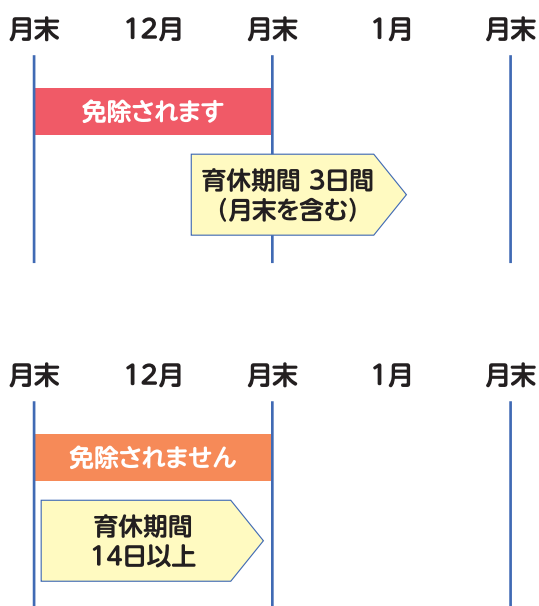 月末 12月 月末 1月 月末
免除されます
育休期間 3日間
（月末を含む）
月末 12月 月末 1月 月末
免除されません
育休期間
14日以上